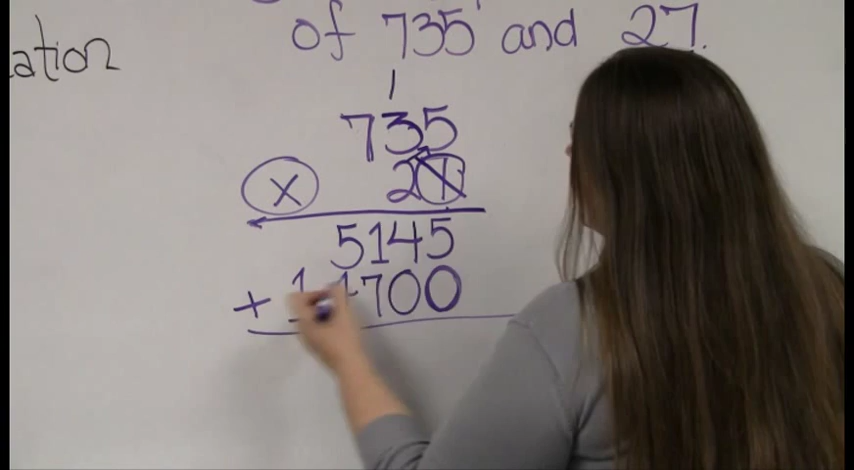 ation
of 735 and 27.
1
735
x 27
5145
+ 14700